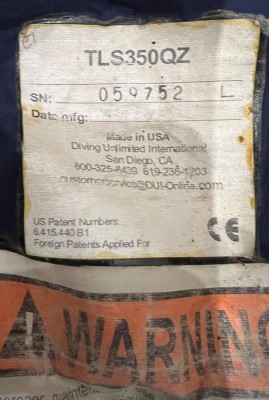 TLS350QZ
SN: 059752 L
Date mfg:
Made in USA
Diving Unlimited International
San Diego, CA
800-325-8439 619-236-1203
customerservice@DUI-Online.com
US Patent Numbers:
6,415,440 B1
Foreign Patents Applied For
CE
WARNING